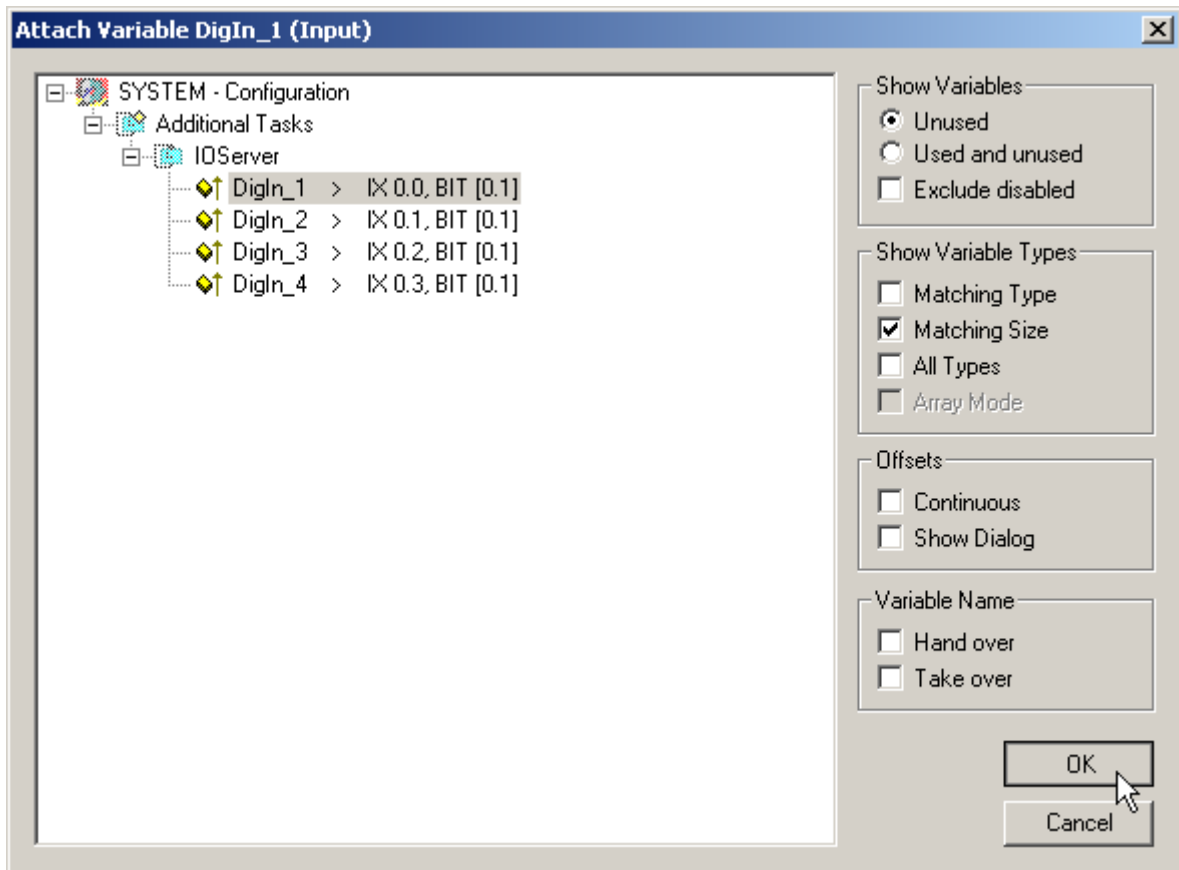 Attach Variable DigIn_1 (Input)
SYSTEM - Configuration
Additional Tasks
IOServer
DigIn_1 > IX 0.0, BIT [0.1]
DigIn_2 > IX 0.1, BIT [0.1]
DigIn_3 > IX 0.2, BIT [0.1]
DigIn_4 > IX 0.3, BIT [0.1]
Show Variables
Unused
Used and unused
Exclude disabled
Show Variable Types
Matching Type
Matching Size
All Types
Array Mode
Offsets
Continuous
Show Dialog
Variable Name
Hand over
Take over
OK
Cancel